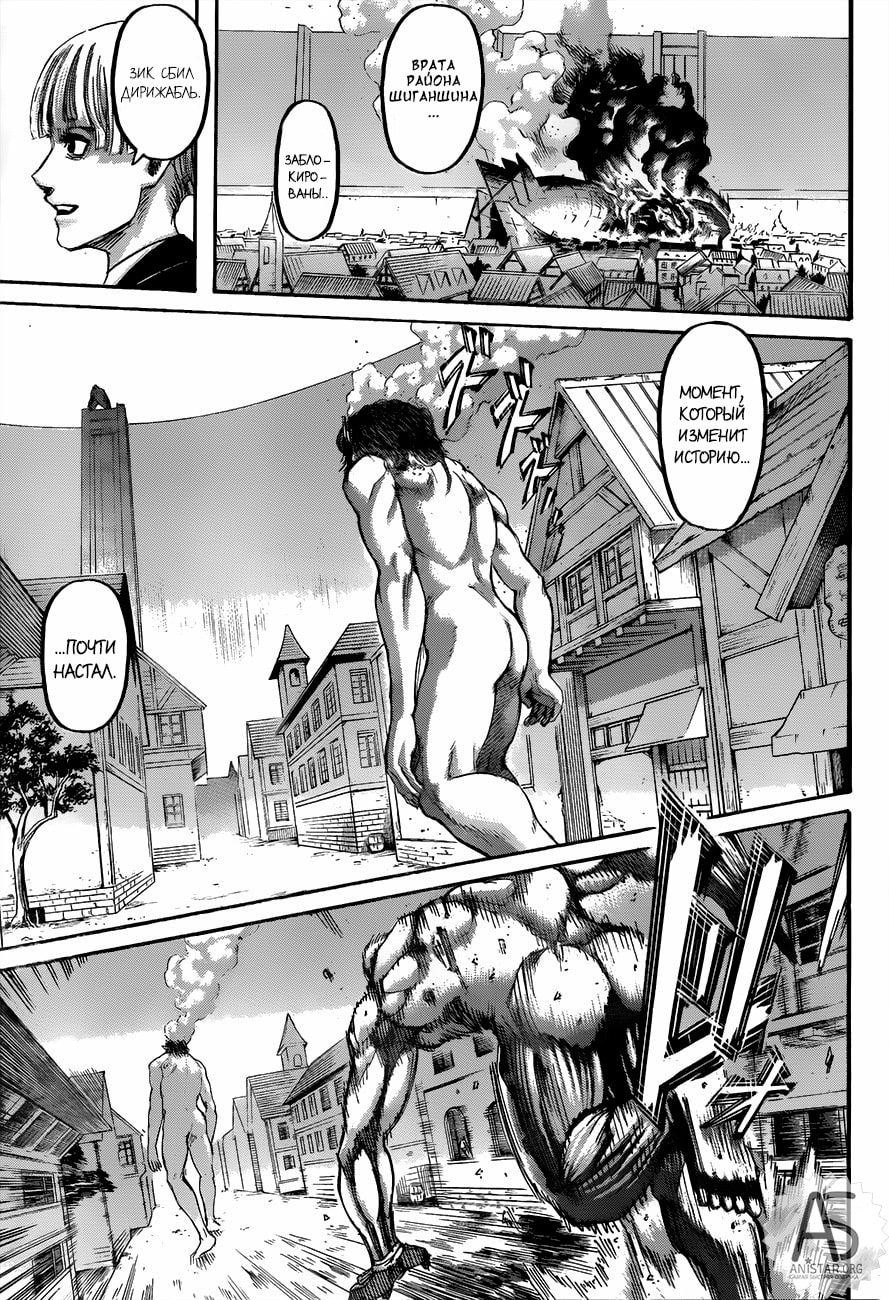 ВРАТА
РАЙОНА
ШИГАНШИНА
...
ЗАБЛО-
КИРО-
ВАНЫ..
ЗИК СБИЛ
ДИРИЖАБЛЬ.
МОМЕНТ,
КОТОРЫЙ
ИЗМЕНИТ
ИСТОРИЮ...
...ПОЧТИ
НАСТАЛ.
AS
ANISTAR.ORG